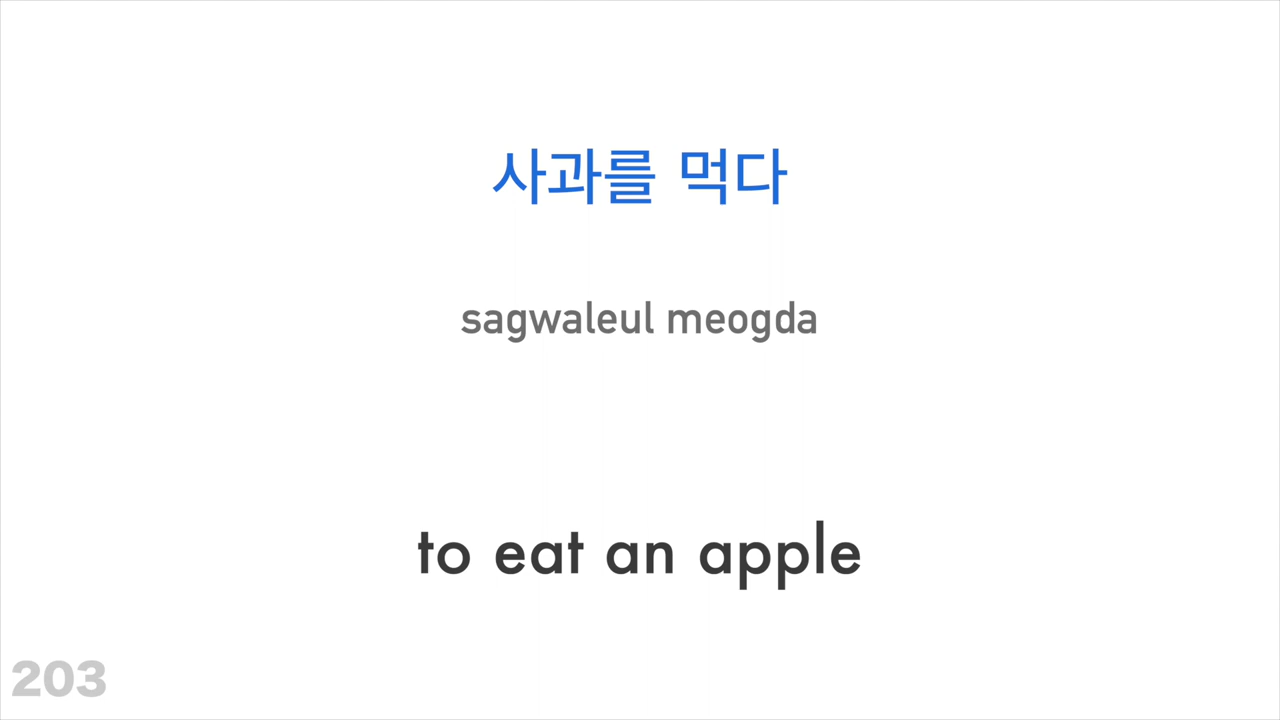 사과를 먹다
sagwaleul meogda
to eat an apple
203